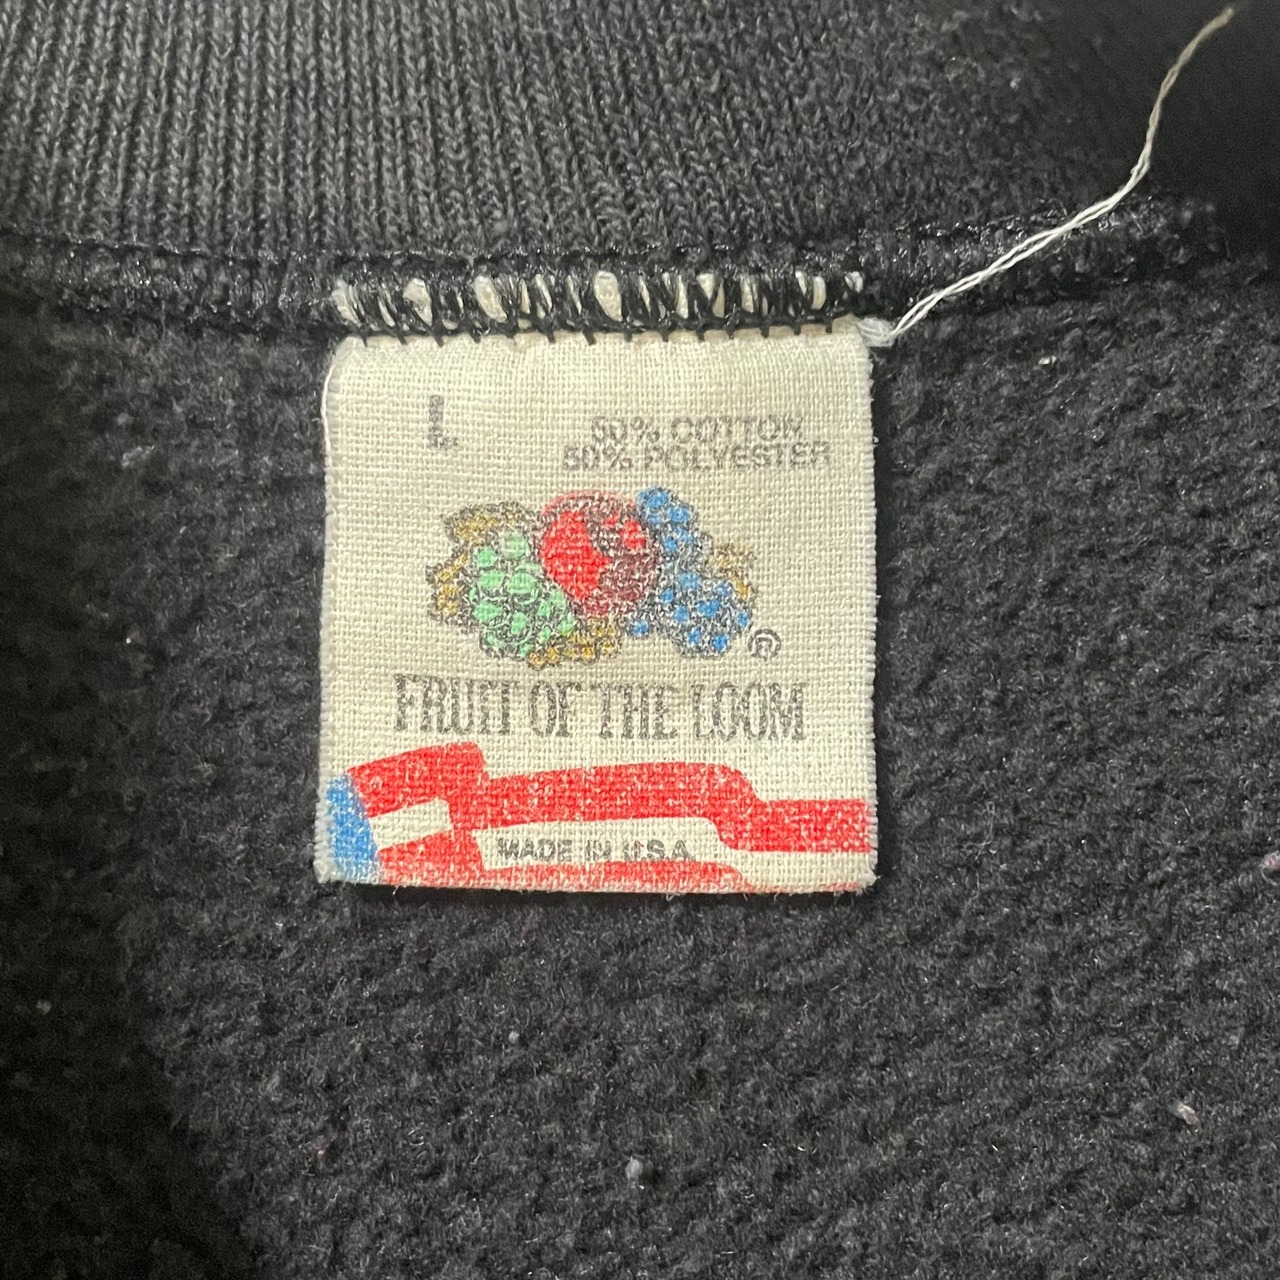 L
50% COTTON
50% POLYESTER
®
FRUIT OF THE LOOM
MADE IN U.S.A.